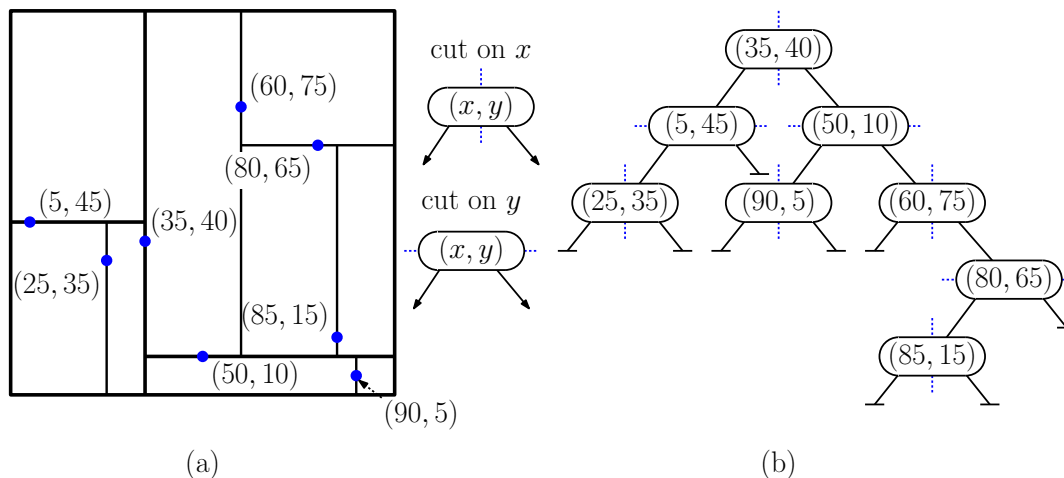 (60, 75)
(80, 65)
(5, 45)
(35, 40)
(25, 35)
(85, 15)
(50, 10)
(90, 5)
cut on x
(x, y)
cut on y
(x, y)
(35, 40)
(5, 45)
(50, 10)
(25, 35)
(90, 5)
(60, 75)
(80, 65)
(85, 15)
(a)
(b)